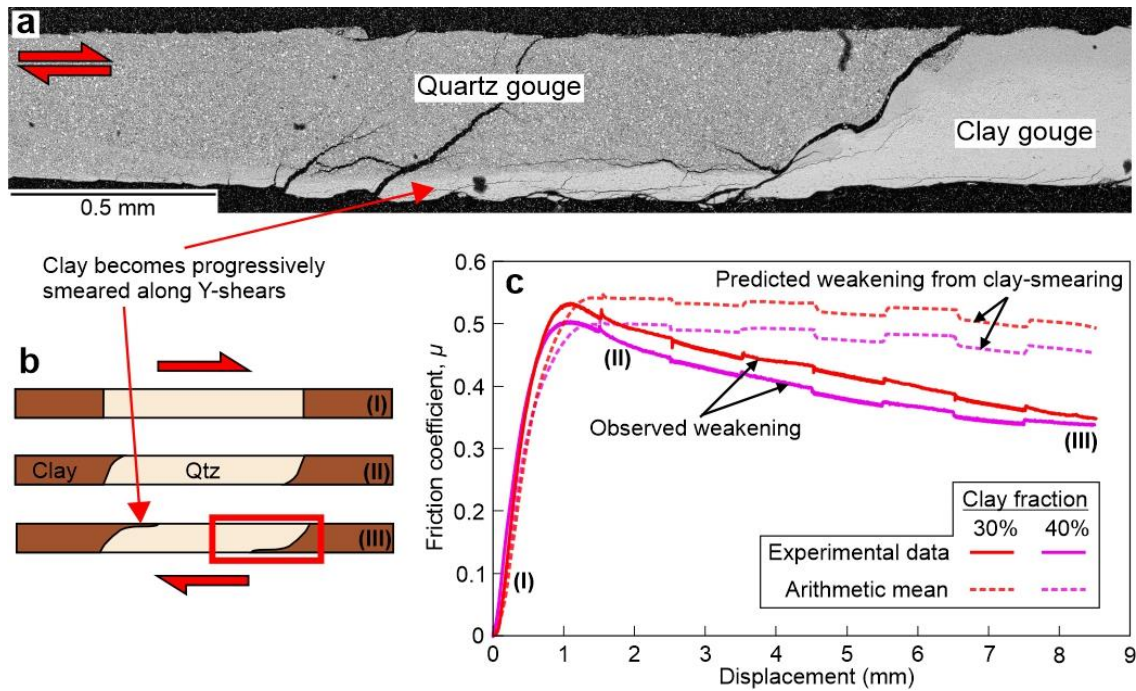 a
Quartz gouge
Clay gouge
0.5 mm
Clay becomes progressively
smeared along Y-shears
b
(I)
Clay
Qtz
(II)
(III)
c
Predicted weakening from clay-smearing
(II)
Observed weakening
(III)
(I)
Clay fraction
30% 40%
Experimental data
Arithmetic mean
Friction coefficient, μ
0.6
0.5
0.4
0.3
0.2
0.1
0
0 1 2 3 4 5 6 7 8 9
Displacement (mm)